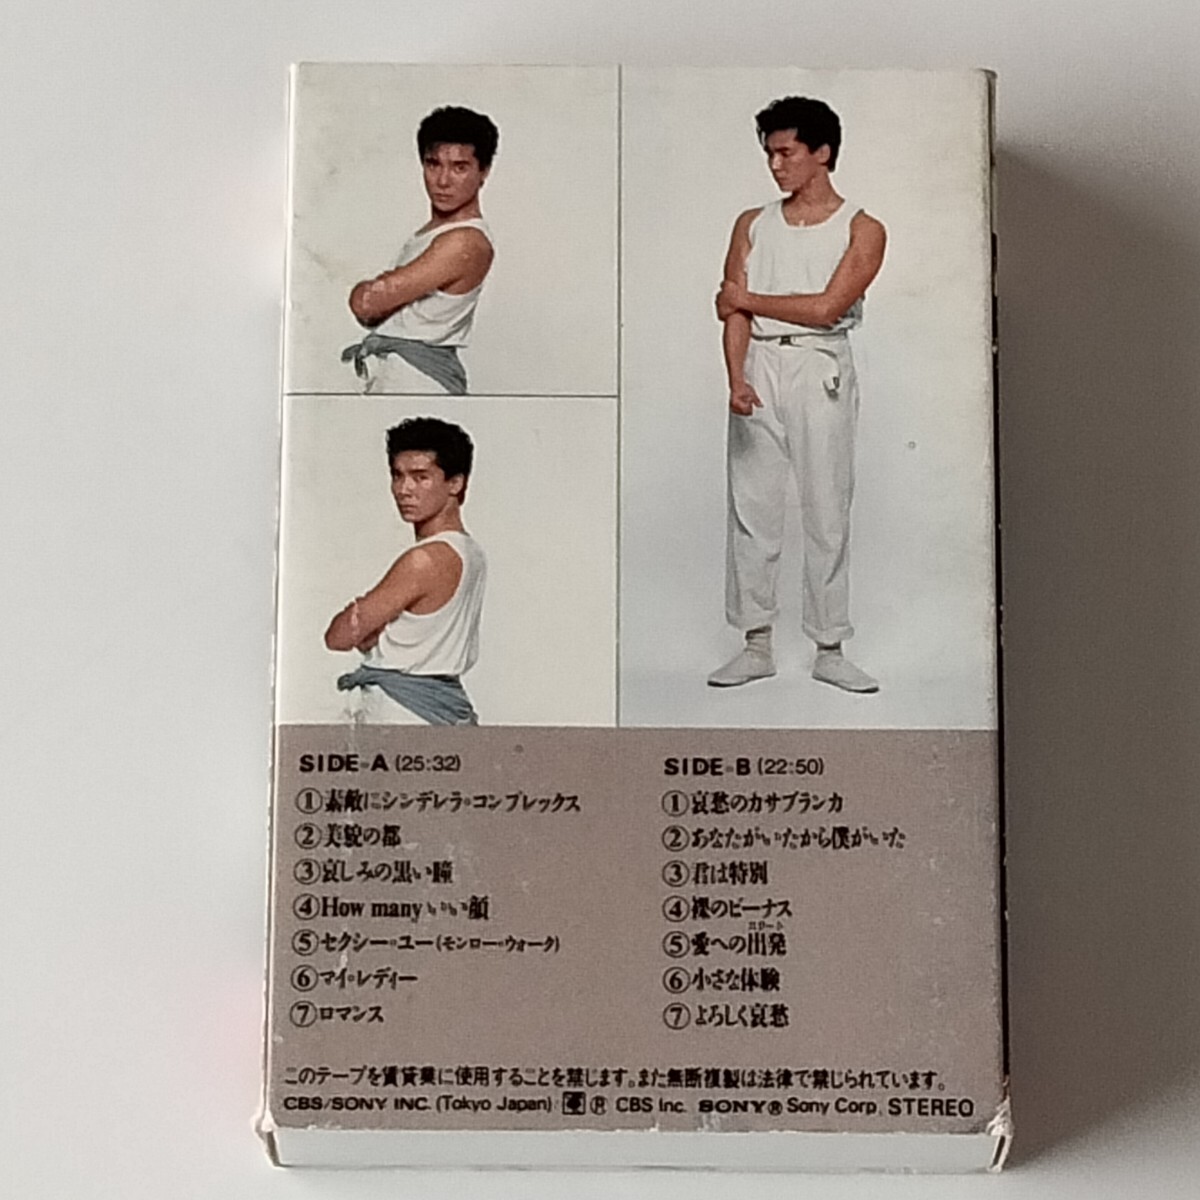 SIDE-A (25:32)
①素敵にシンデレラ・コンプレックス
②美貌の都
③哀しみの黒い瞳
④How manyいい顔
⑤セクシー・ユー(モンロー・ウォーク)
⑥マイ・レディー
⑦ロマンス
SIDE-B (22:50)
①哀愁のカサブランカ
②あなたがいたから僕がいた
③君は特別
④裸のビーナス
スタート
⑤愛への出発
⑥小さな体験
⑦よろしく哀愁
このテープを賃貸業に使用することを禁じます。また無断複製は法律で禁じられています。
CBS/SONY INC. (Tokyo Japan) ® CBS Inc. SONY® Sony Corp. STEREO